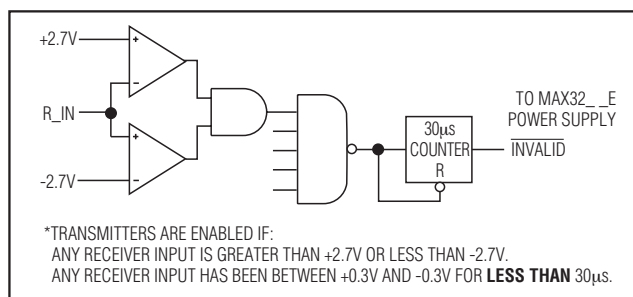 +2.7V
R_IN
-2.7V
30µs
COUNTER
R
TO MAX32_ _E
POWER SUPPLY
INVALID
*TRANSMITTERS ARE ENABLED IF:
ANY RECEIVER INPUT IS GREATER THAN +2.7V OR LESS THAN -2.7V.
ANY RECEIVER INPUT HAS BEEN BETWEEN +0.3V AND -0.3V FOR LESS THAN 30µs.